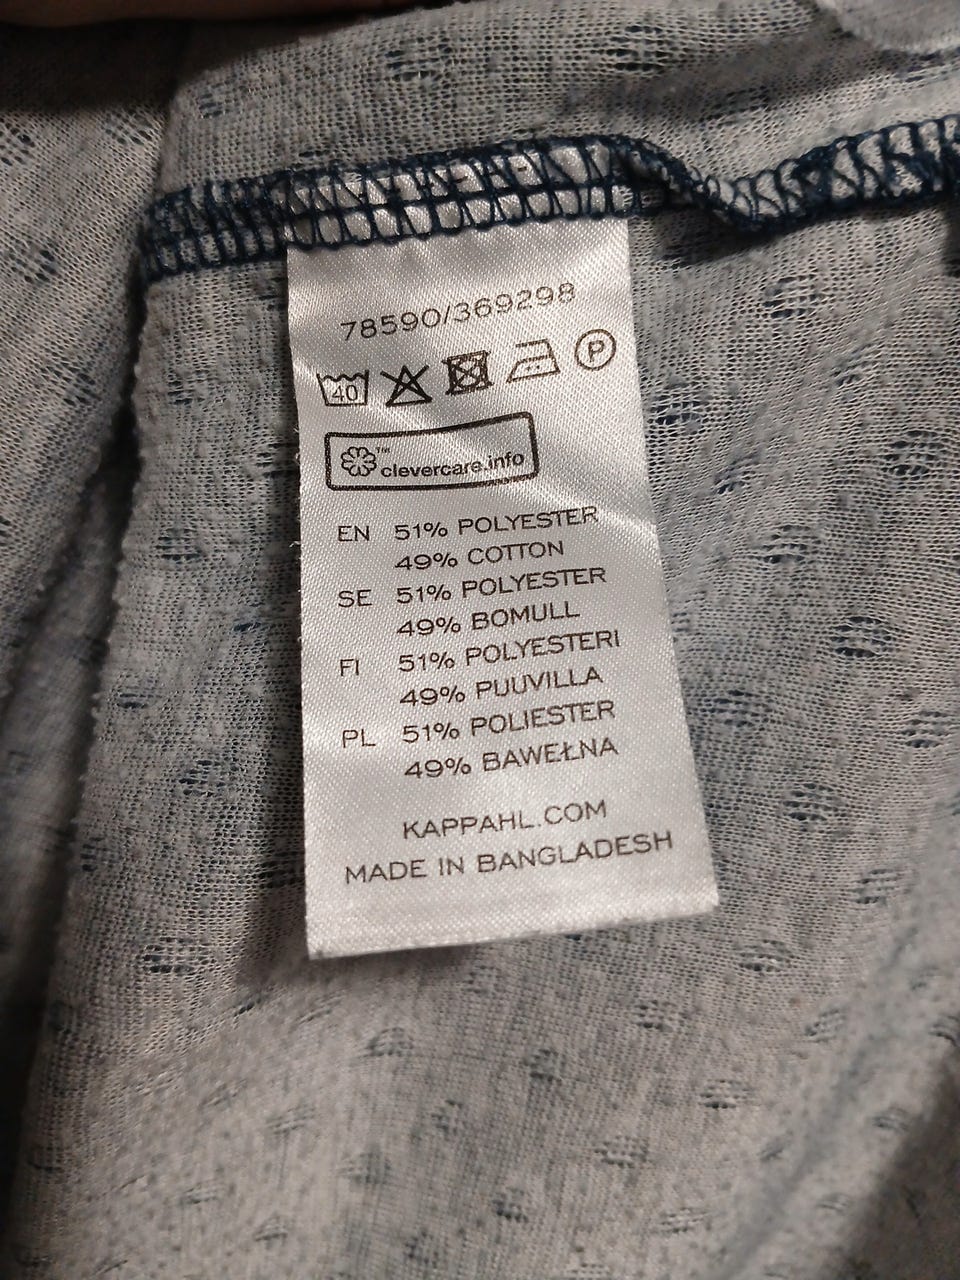 78590/369298
40 P
™ clevercare.info
EN 51% POLYESTER
49% COTTON
SE 51% POLYESTER
49% BOMULL
FI 51% POLYESTERI
49% PUUVILLA
PL 51% POLIESTER
49% BAWEŁNA
KAPPAHL.COM
MADE IN BANGLADESH